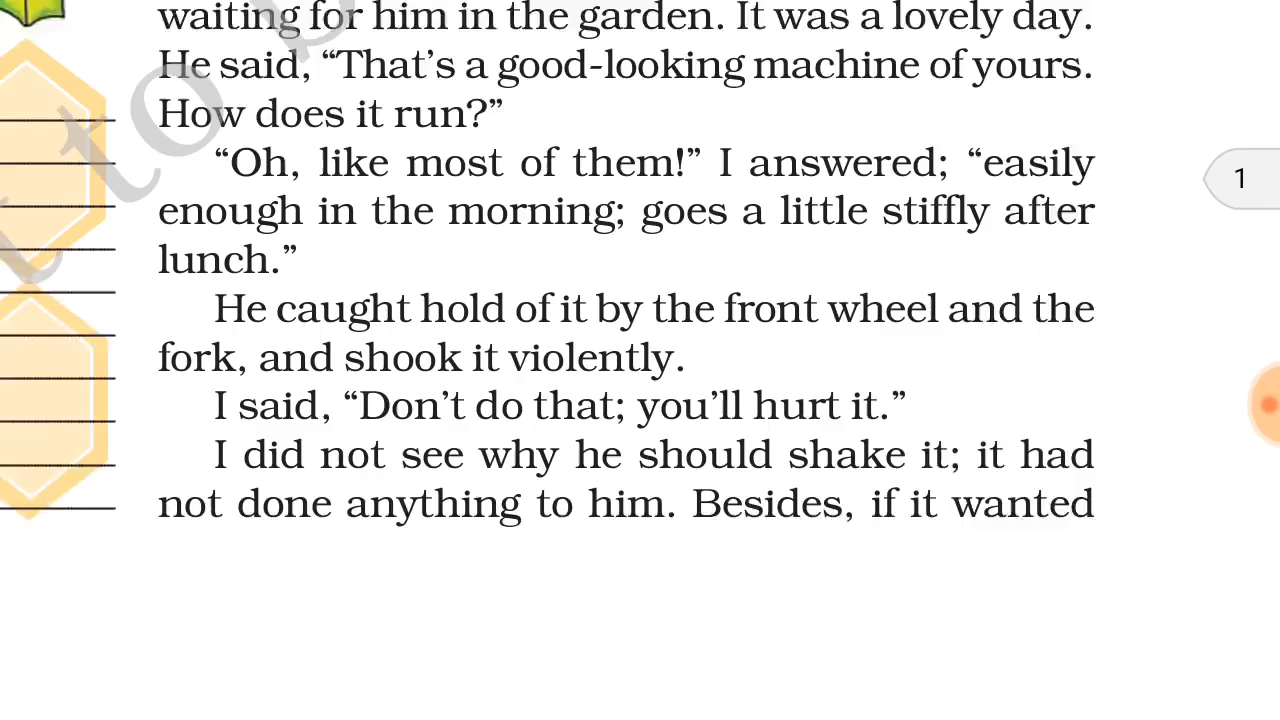 waiting for him in the garden. It was a lovely day.
He said, “That’s a good-looking machine of yours.
How does it run?”
“Oh, like most of them!” I answered; “easily
enough in the morning; goes a little stiffly after
lunch.”
He caught hold of it by the front wheel and the
fork, and shook it violently.
I said, “Don’t do that; you’ll hurt it.”
I did not see why he should shake it; it had
not done anything to him. Besides, if it wanted
1
to